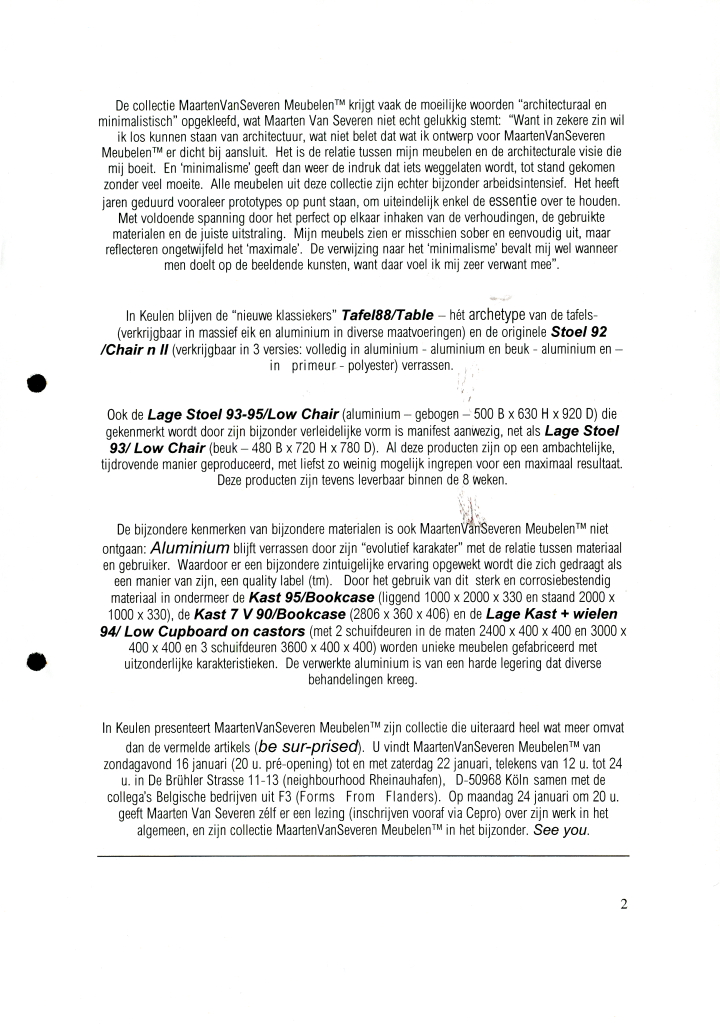 De collectie MaartenVanSeveren Meubelen™ krijgt vaak de moeilijke woorden “architecturaal en
minimalistisch” opgekleefd, wat Maarten Van Severen niet echt gelukkig stemt:  “Want in zekere zin wil
ik los kunnen staan van architectuur, wat niet belet dat wat ik ontwerp voor MaartenVanSeveren
Meubelen™ er dicht bij aansluit.  Het is de relatie tussen mijn meubelen en de architecturale visie die
mij boeit.  En ‘minimalisme’ geeft dan weer de indruk dat iets weggelaten wordt, tot stand gekomen
zonder veel moeite.  Alle meubelen uit deze collectie zijn echter bijzonder arbeidsintensief.  Het heeft
jaren geduurd vooraleer prototypes op punt staan, om uiteindelijk enkel de essentie over te houden.
Met voldoende spanning door het perfect op elkaar inhaken van de verhoudingen, de gebruikte
materialen en de juiste uitstraling.  Mijn meubels zien er misschien sober en eenvoudig uit, maar
reflecteren ongetwijfeld het ‘maximale’.  De verwijzing naar het ‘minimalisme’ bevalt mij wel wanneer
men doelt op de beeldende kunsten, want daar voel ik mij zeer verwant mee”.
In Keulen blijven de “nieuwe klassiekers” Tafel88/Table – hét archetype van de tafels-
(verkrijgbaar in massief eik en aluminium in diverse maatvoeringen) en de originele Stoel 92
/Chair n II (verkrijgbaar in 3 versies: volledig in aluminium - aluminium en beuk - aluminium en –
in primeur - polyester) verrassen.
Ook de Lage Stoel 93-95/Low Chair (aluminium – gebogen – 500 B x 630 H x 920 D) die
gekenmerkt wordt door zijn bijzonder verleidelijke vorm is manifest aanwezig, net als Lage Stoel
93/ Low Chair (beuk – 480 B x 720 H x 780 D).  Al deze producten zijn op een ambachtelijke,
tijdrovende manier geproduceerd, met liefst zo weinig mogelijk ingrepen voor een maximaal resultaat.
Deze producten zijn tevens leverbaar binnen de 8 weken.
De bijzondere kenmerken van bijzondere materialen is ook MaartenVanSeveren Meubelen™ niet
ontgaan: Aluminium blijft verrassen door zijn “evolutief karakater” met de relatie tussen materiaal
en gebruiker.  Waardoor er een bijzondere zintuigelijke ervaring opgewekt wordt die zich gedraagt als
een manier van zijn, een quality label (tm).  Door het gebruik van dit  sterk en corrosiebestendig
materiaal in ondermeer de Kast 95/Bookcase (liggend 1000 x 2000 x 330 en staand 2000 x
1000 x 330), de Kast 7 V 90/Bookcase (2806 x 360 x 406) en de Lage Kast + wielen
94/ Low Cupboard on castors (met 2 schuifdeuren in de maten 2400 x 400 x 400 en 3000 x
400 x 400 en 3 schuifdeuren 3600 x 400 x 400) worden unieke meubelen gefabriceerd met
uitzonderlijke karakteristieken.  De verwerkte aluminium is van een harde legering dat diverse
behandelingen kreeg.
In Keulen presenteert MaartenVanSeveren Meubelen™ zijn collectie die uiteraard heel wat meer omvat
dan de vermelde artikels (be sur-prised).  U vindt MaartenVanSeveren Meubelen™ van
zondagavond 16 januari (20 u. pré-opening) tot en met zaterdag 22 januari, telekens van 12 u. tot 24
u. in De Brühler Strasse 11-13 (neighbourhood Rheinauhafen),  D-50968 Köln samen met de
collega’s Belgische bedrijven uit F3 (Forms From Flanders).  Op maandag 24 januari om 20 u.
geeft Maarten Van Severen zélf er een lezing (inschrijven vooraf via Cepro) over zijn werk in het
algemeen, en zijn collectie MaartenVanSeveren Meubelen™ in het bijzonder. See you.
2